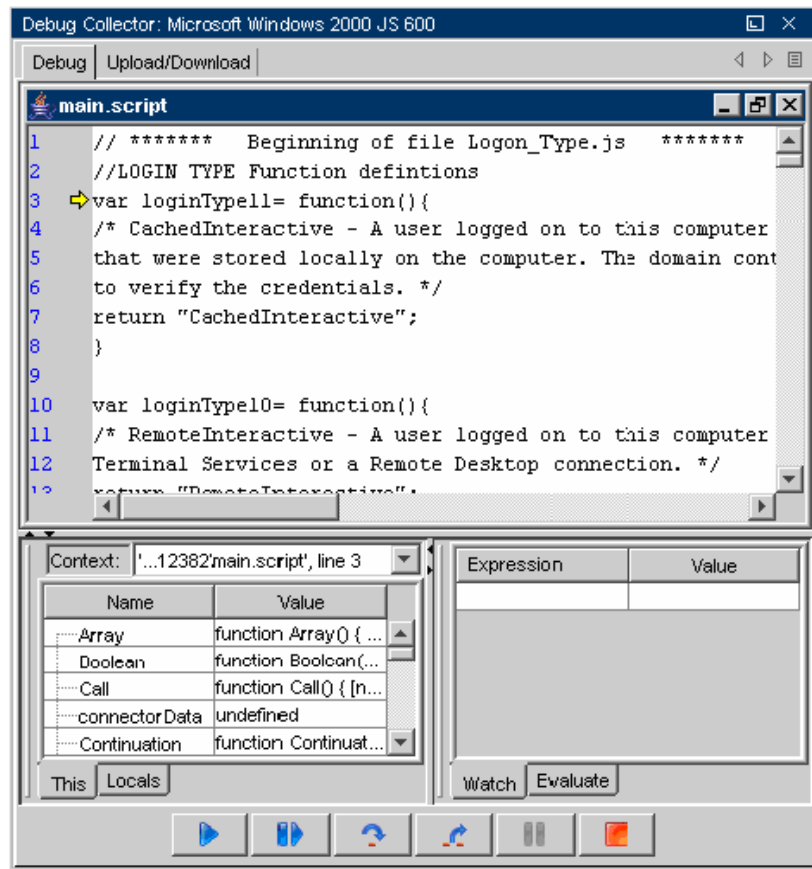 Debug Collector: Microsoft Windows 2000 JS 600
Debug Upload/Download
main.script
1 // ******* Beginning of file Logon_Type.js *******
2 //LOGIN TYPE Function defintions
3 var loginType11= function(){
4 /* CachedInteractive - A user logged on to this computer
5 that were stored locally on the computer. The domain cont
6 to verify the credentials. */
7 return "CachedInteractive";
8 }
9
10 var loginType10= function(){
11 /* RemoteInteractive - A user logged on to this computer
12 Terminal Services or a Remote Desktop connection. */
13 return "RemoteInteractive";
Context: '...12382'main.script', line 3
Name Value
Array function Array() { ...
Boolean function Boolean(...
Call function Call() { [n...
connectorData undefined
Continuation function Continuat...
This Locals
Expression Value
Watch Evaluate